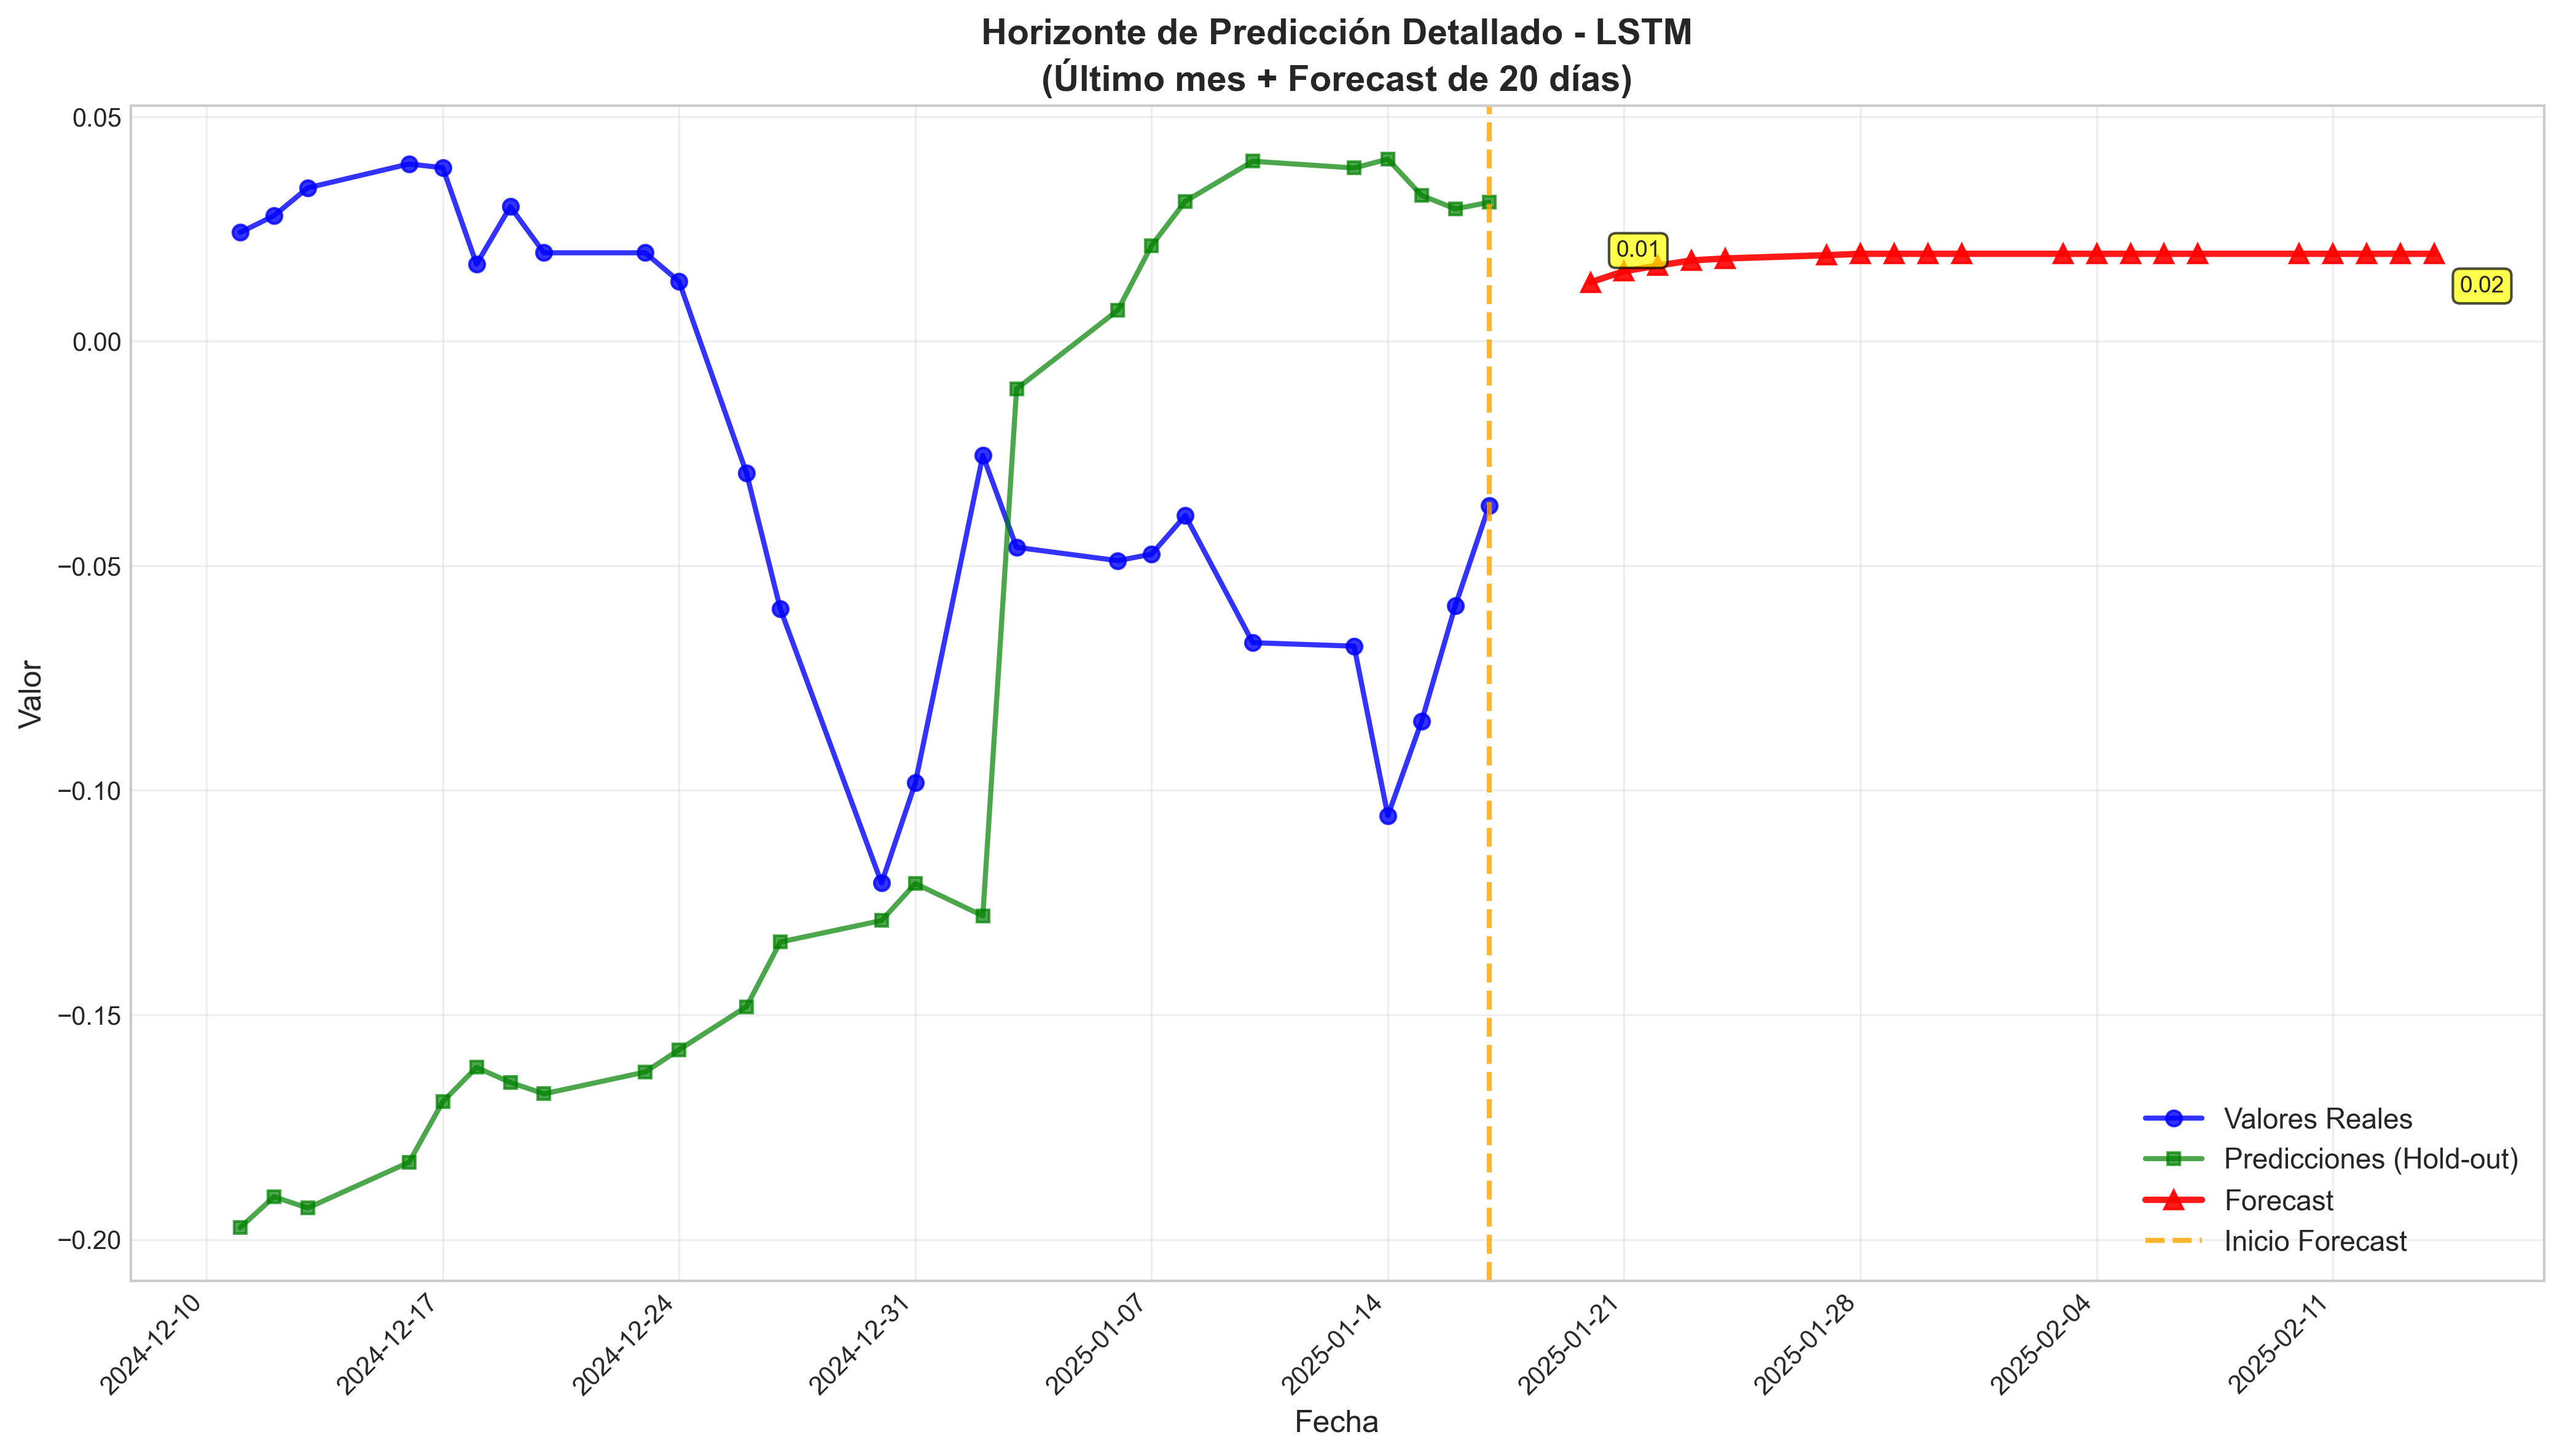 Horizonte de Predicción Detallado - LSTM
(Último mes + Forecast de 20 días)
0.05
0.00
−0.05
−0.10
−0.15
−0.20
Valor
0.01
0.02
Valores Reales
Predicciones (Hold-out)
Forecast
Inicio Forecast
2024-12-10
2024-12-17
2024-12-24
2024-12-31
2025-01-07
2025-01-14
2025-01-21
2025-01-28
2025-02-04
2025-02-11
Fecha